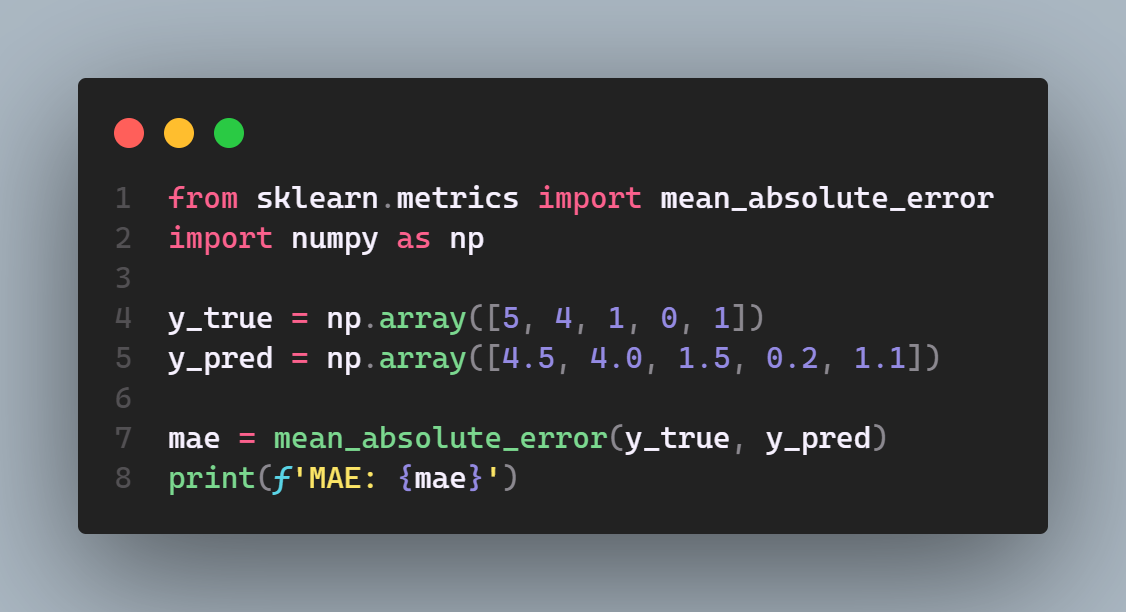 1 from sklearn.metrics import mean_absolute_error
2 import numpy as np
3
4 y_true = np.array([5, 4, 1, 0, 1])
5 y_pred = np.array([4.5, 4.0, 1.5, 0.2, 1.1])
6
7 mae = mean_absolute_error(y_true, y_pred)
8 print(f'MAE: {mae}')